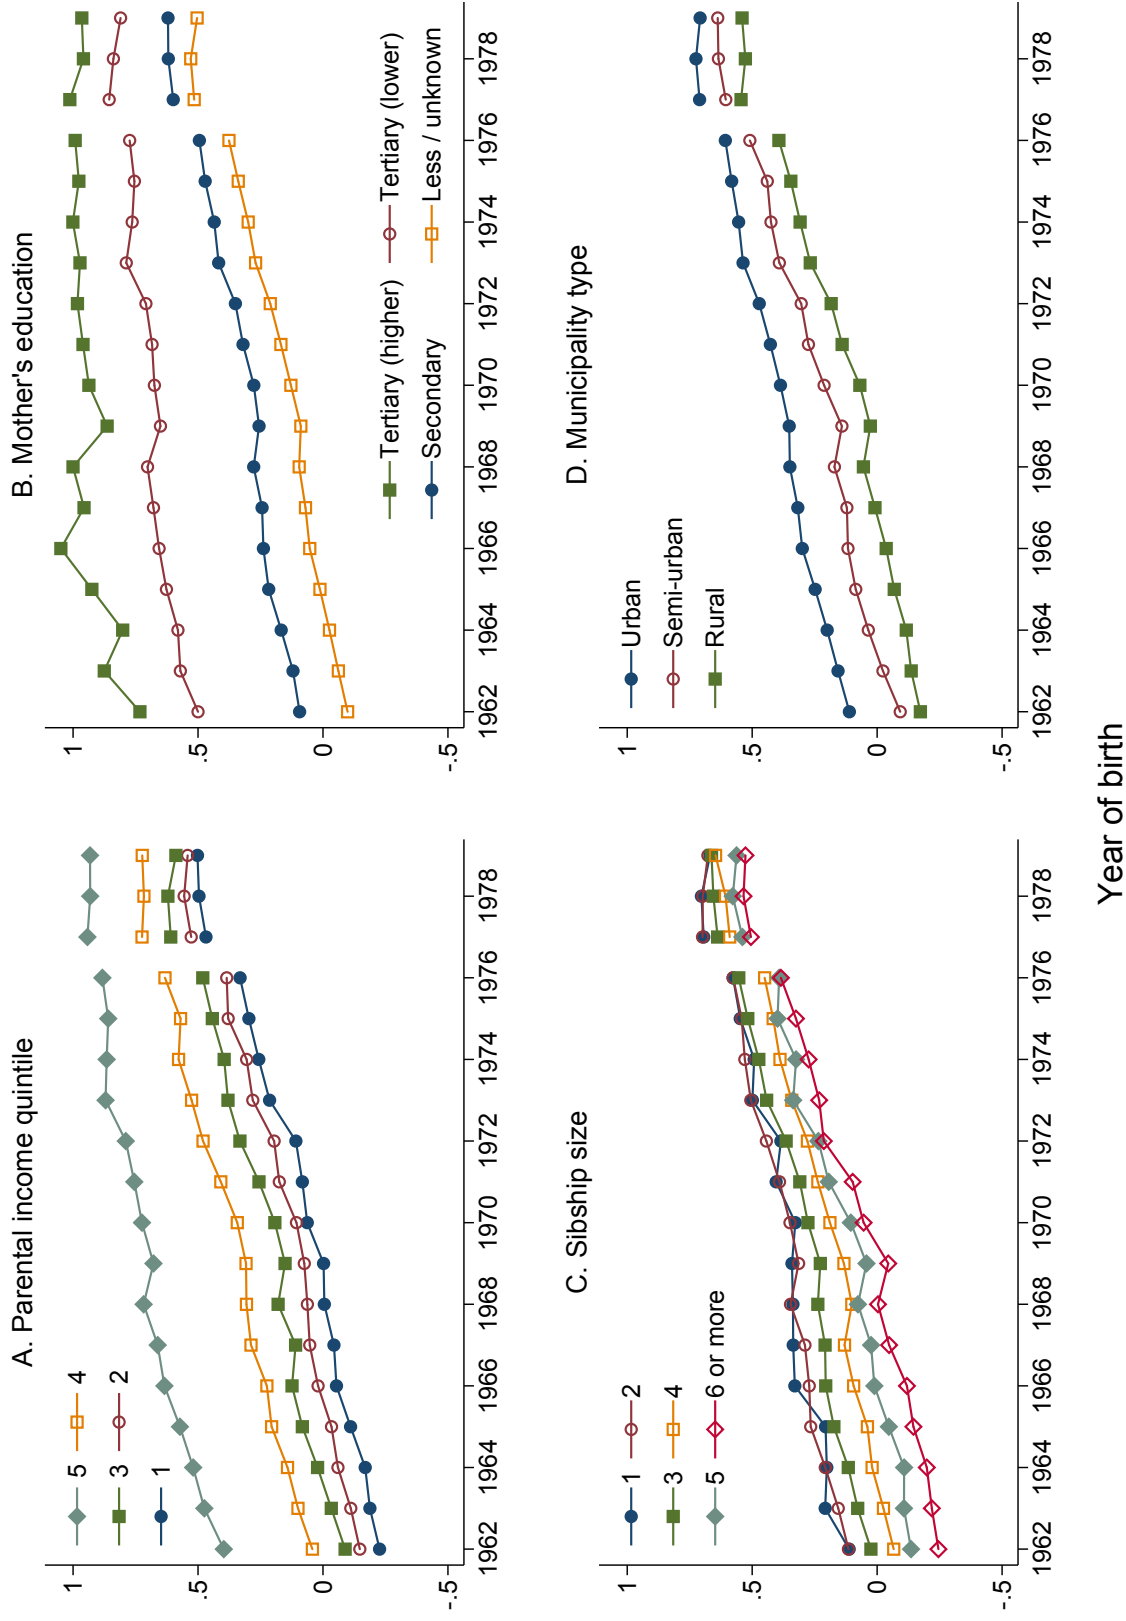 A. Parental income quintile
5 4
3 2
1
1
.5
0
-.5
1962 1964 1966 1968 1970 1972 1974 1976 1978
B. Mother's education
1
.5
0
-.5
Tertiary (higher) Tertiary (lower)
Secondary Less / unknown
1962 1964 1966 1968 1970 1972 1974 1976 1978
C. Sibship size
1 2
3 4
5 6 or more
1
.5
0
-.5
1962 1964 1966 1968 1970 1972 1974 1976 1978
D. Municipality type
Urban
Semi-urban
Rural
1
.5
0
-.5
1962 1964 1966 1968 1970 1972 1974 1976 1978
Year of birth